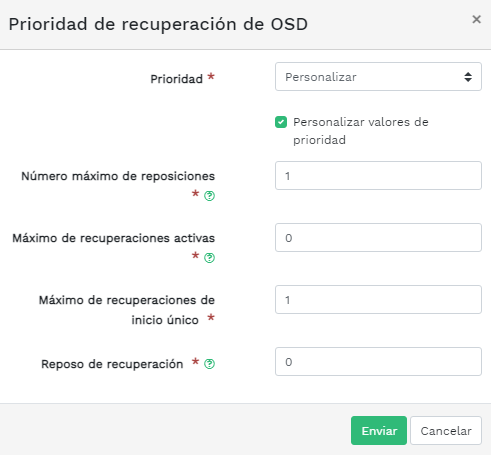 Prioridad de recuperación de OSD ×
Prioridad * Personalizar
Personalizar valores de
prioridad
Número máximo de reposiciones
* ? 1
Máximo de recuperaciones activas
* ? 0
Máximo de recuperaciones de
inicio único * 1
Reposo de recuperación * ? 0
Enviar Cancelar